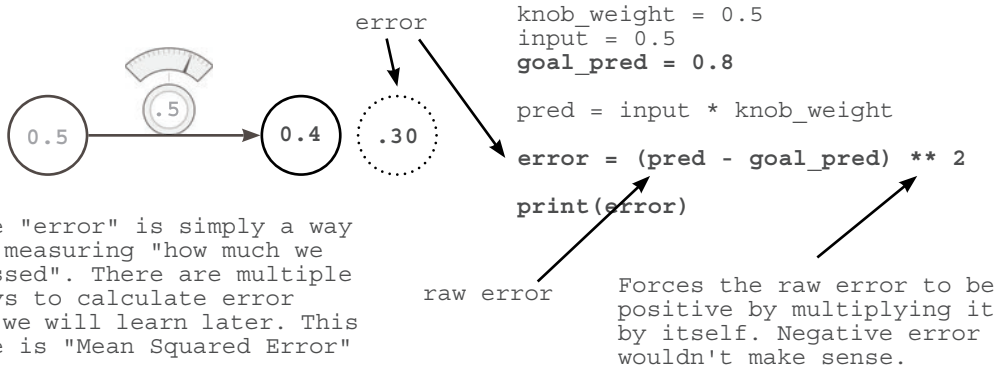 error
knob_weight = 0.5
input = 0.5
goal_pred = 0.8
pred = input * knob_weight
error = (pred - goal_pred) ** 2
print(error)
.5
0.5
0.4
.30
"error" is simply a way
measuring "how much we
There are multiple
to calculate error
we will learn later. This
is "Mean Squared Error"
raw error
Forces the raw error to be
positive by multiplying it
by itself. Negative error
wouldn't make sense.